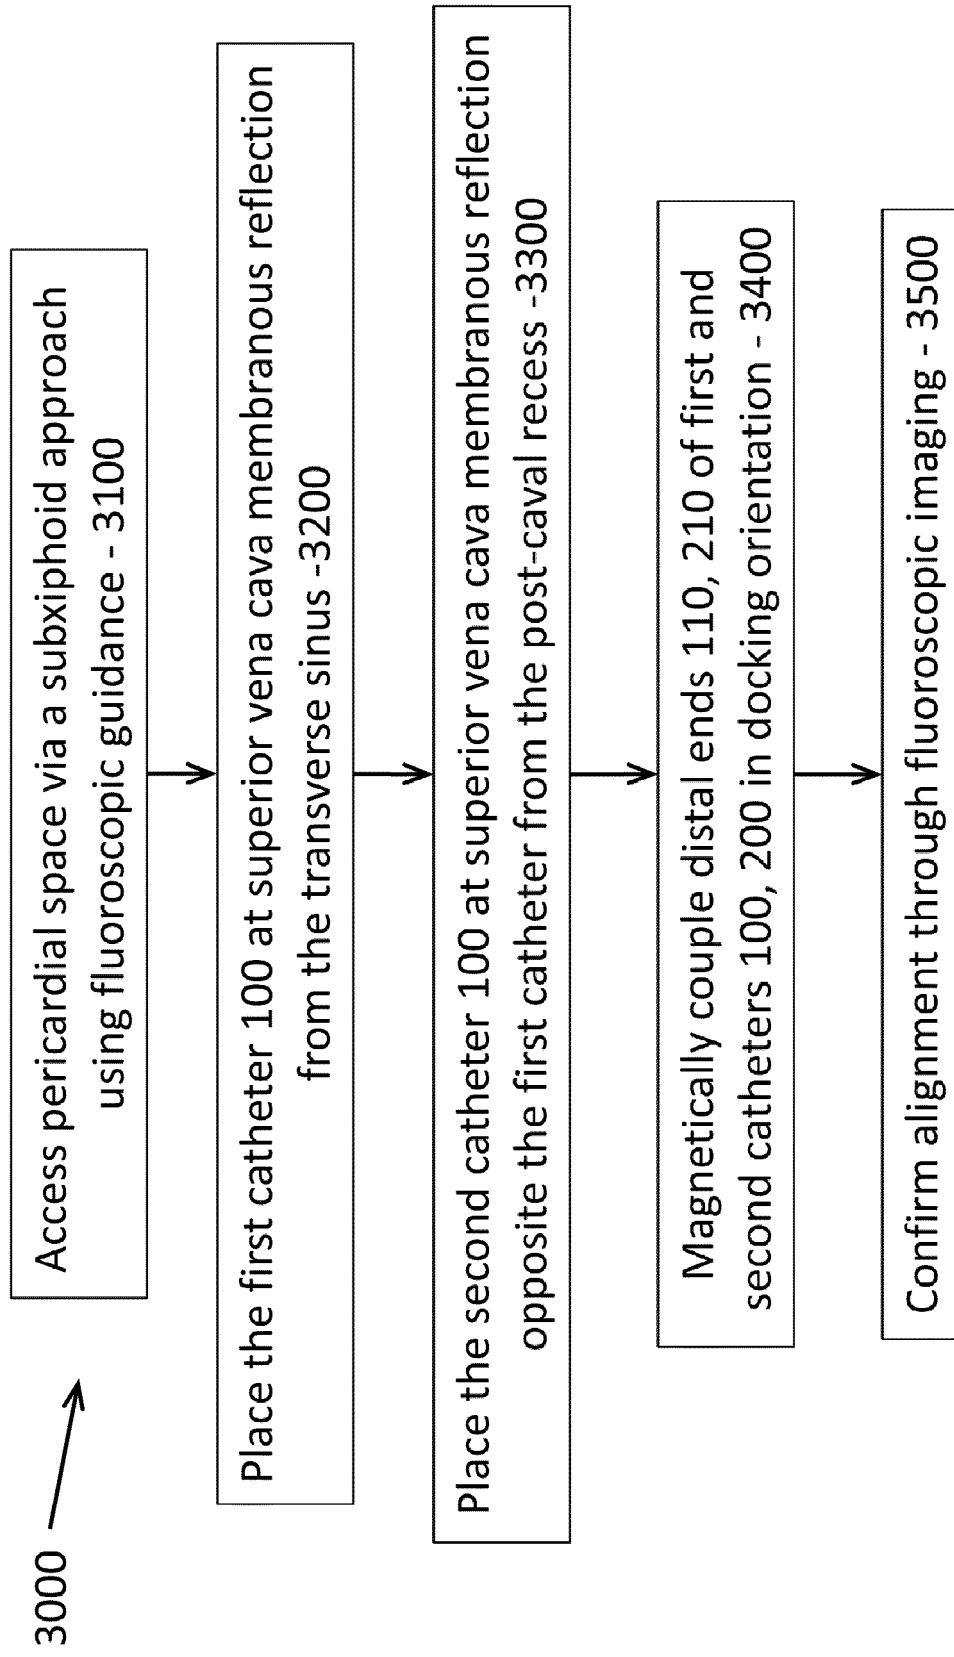 3000
Access pericardial space via a subxiphoid approach
using fluoroscopic guidance - 3100
Place the first catheter 100 at superior vena cava membranous reflection
from the transverse sinus -3200
Place the second catheter 100 at superior vena cava membranous reflection
opposite the first catheter from the post-caval recess -3300
Magnetically couple distal ends 110, 210 of first and
second catheters 100, 200 in docking orientation - 3400
Confirm alignment through fluoroscopic imaging - 3500